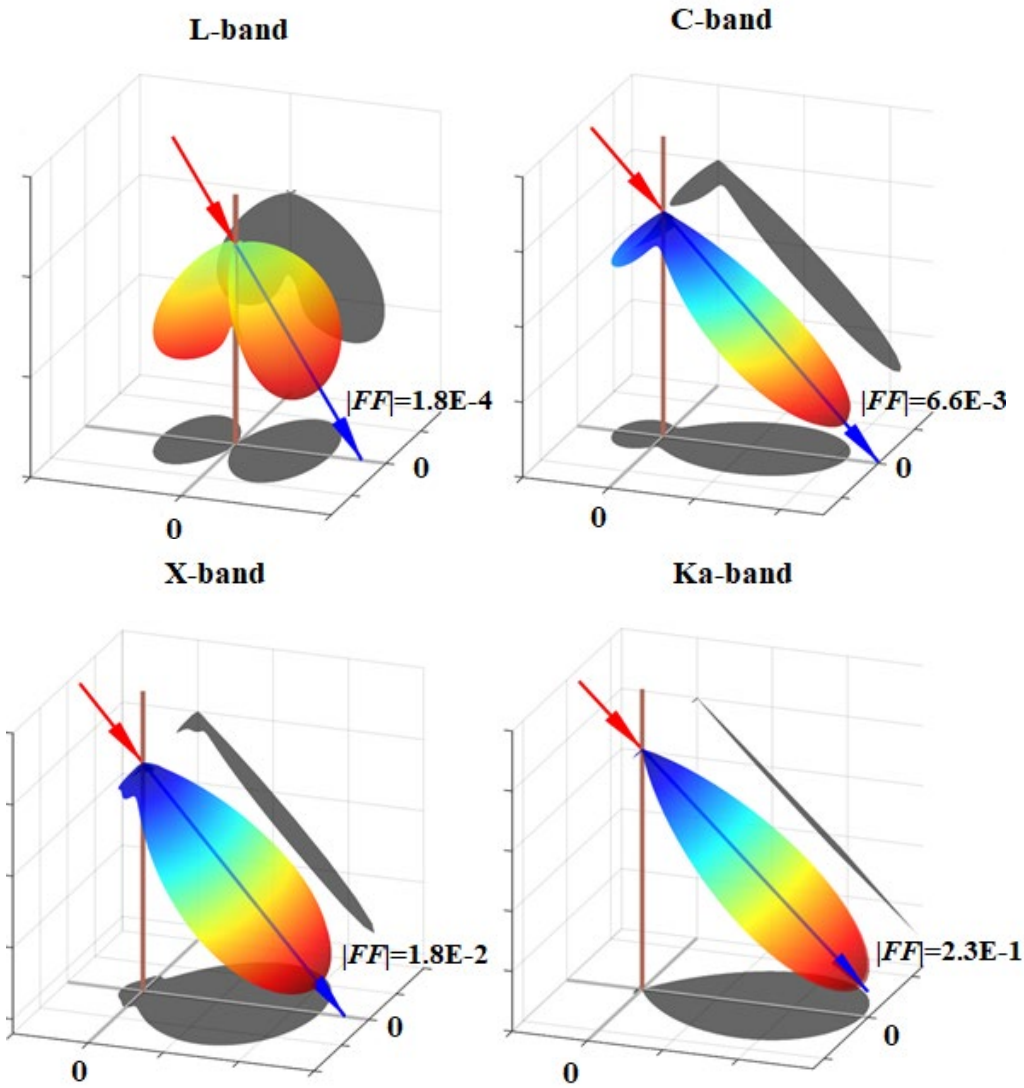 L-band
C-band
|FF|=1.8E-4
0
0
|FF|=6.6E-3
0
0
X-band
Ka-band
|FF|=1.8E-2
0
0
|FF|=2.3E-1
0
0